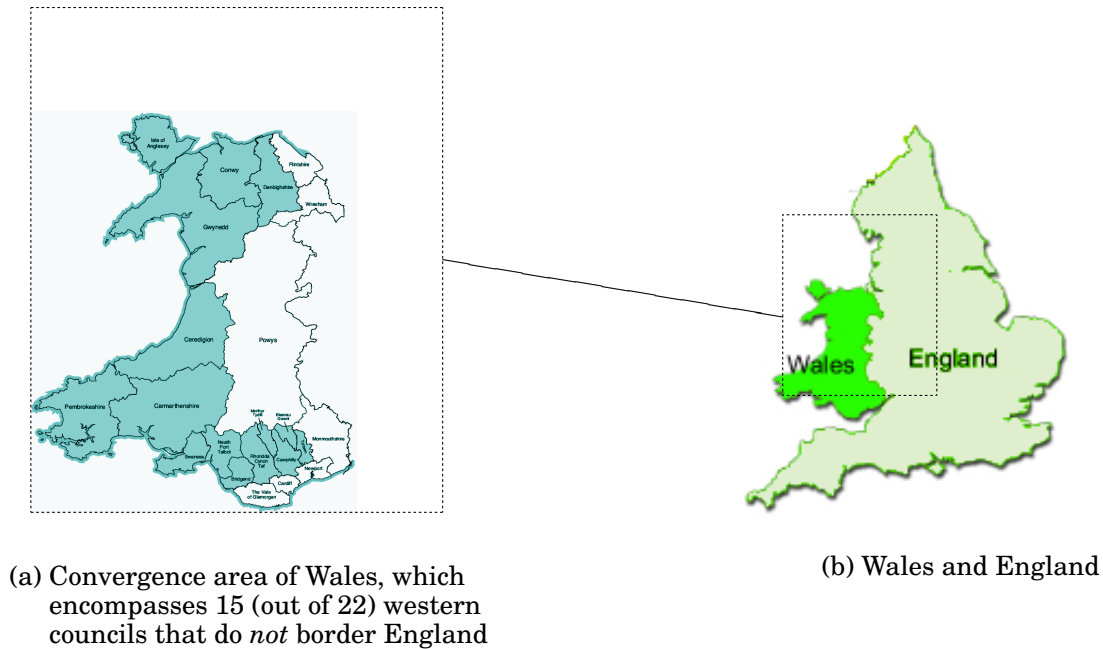 Isle of
Anglesey
Conwy
Flintshire
Denbighshire
Wrexham
Gwynedd
Ceredigion
Powys
Pembrokeshire
Carmarthenshire
Merthyr
Tydfil
Blaenau
Gwent
Swansea
Neath
Port
Talbot
Rhondda
Cynon
Taf
Caerphilly
Monmouthshire
Newport
Bridgend
Cardiff
The Vale
of Glamorgan
Wales
England
(a) Convergence area of Wales, which
encompasses 15 (out of 22) western
councils that do not border England
(b) Wales and England